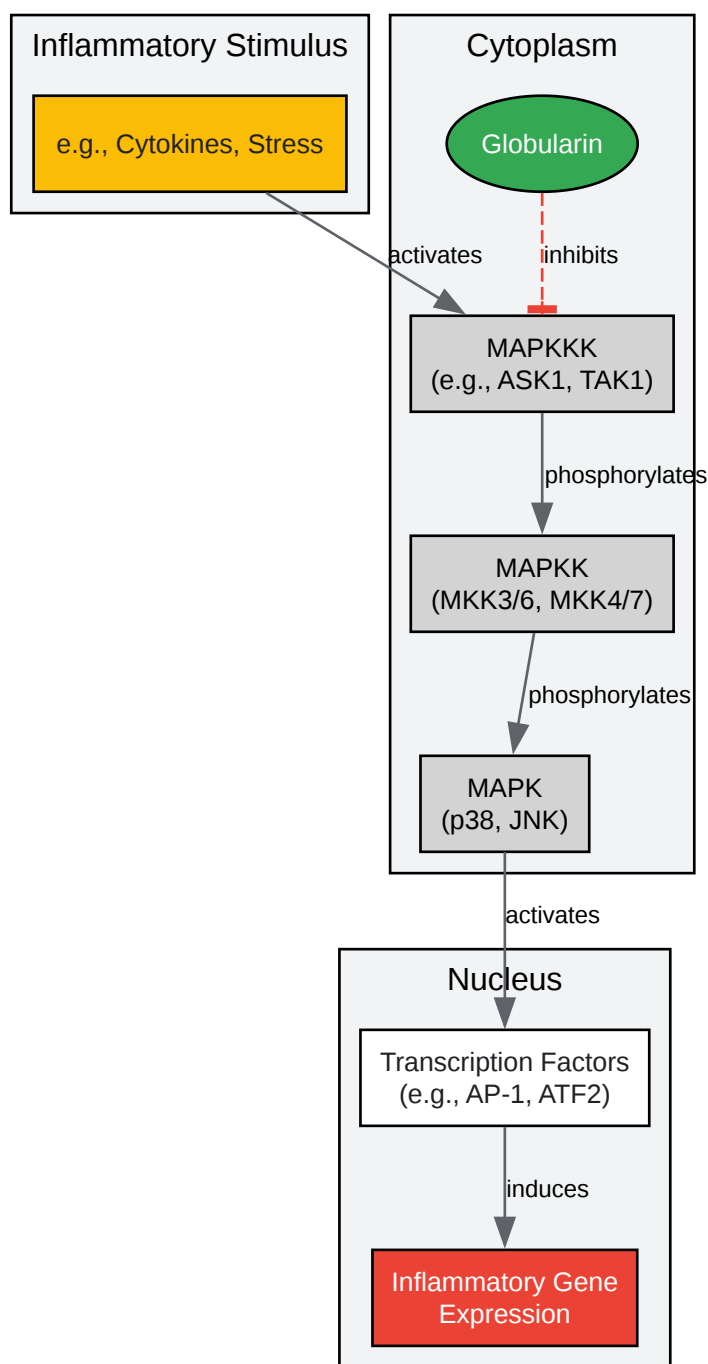 Inflammatory Stimulus
Cytoplasm
e.g., Cytokines, Stress
Globularin
activates
inhibits
MAPKKK
(e.g., ASK1, TAK1)
phosphorylates
MAPKK
(MKK3/6, MKK4/7)
phosphorylates
MAPK
(p38, JNK)
activates
Nucleus
Transcription Factors
(e.g., AP-1, ATF2)
induces
Inflammatory Gene
Expression